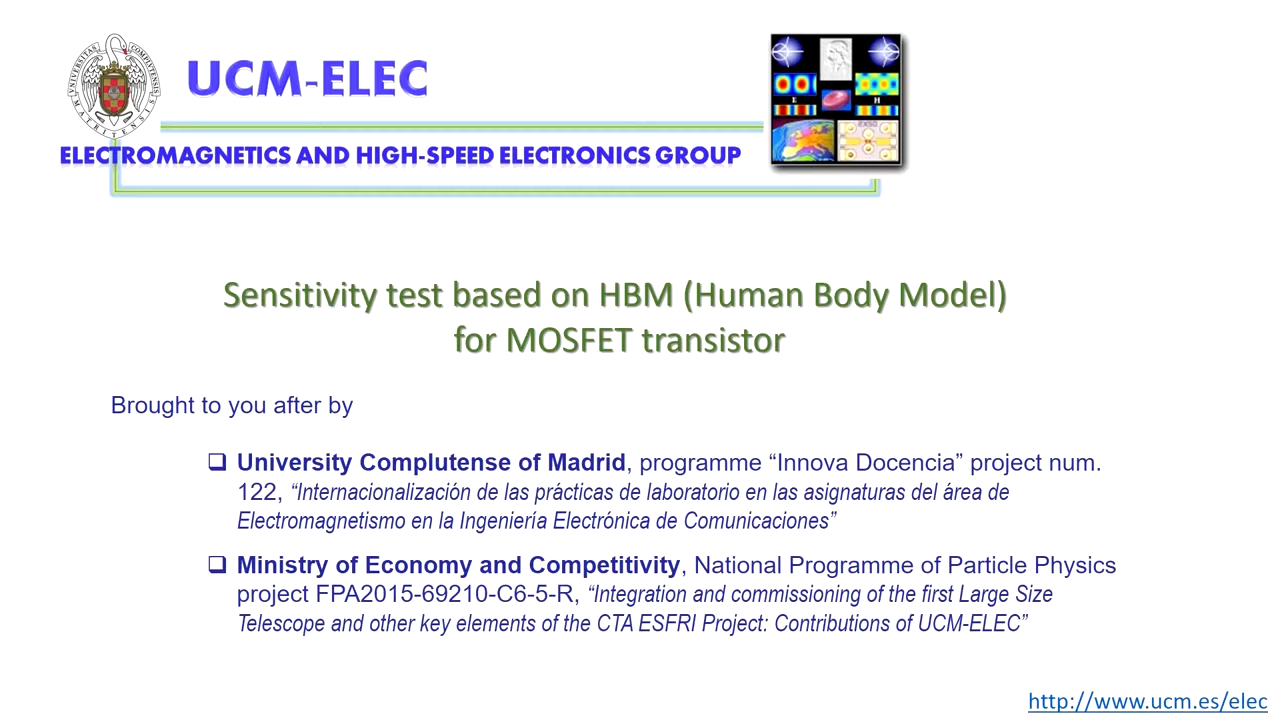 UNIVERSITAS COMPLUTENSIS MATRITENSIS
UCM-ELEC
ELECTROMAGNETICS AND HIGH-SPEED ELECTRONICS GROUP
E H
Sensitivity test based on HBM (Human Body Model)
for MOSFET transistor
Brought to you after by
❑ University Complutense of Madrid, programme “Innova Docencia” project num.
122, “Internacionalización de las prácticas de laboratorio en las asignaturas del área de
Electromagnetismo en la Ingeniería Electrónica de Comunicaciones”
❑ Ministry of Economy and Competitivity, National Programme of Particle Physics
project FPA2015-69210-C6-5-R, “Integration and commissioning of the first Large Size
Telescope and other key elements of the CTA ESFRI Project: Contributions of UCM-ELEC”
http://www.ucm.es/elec